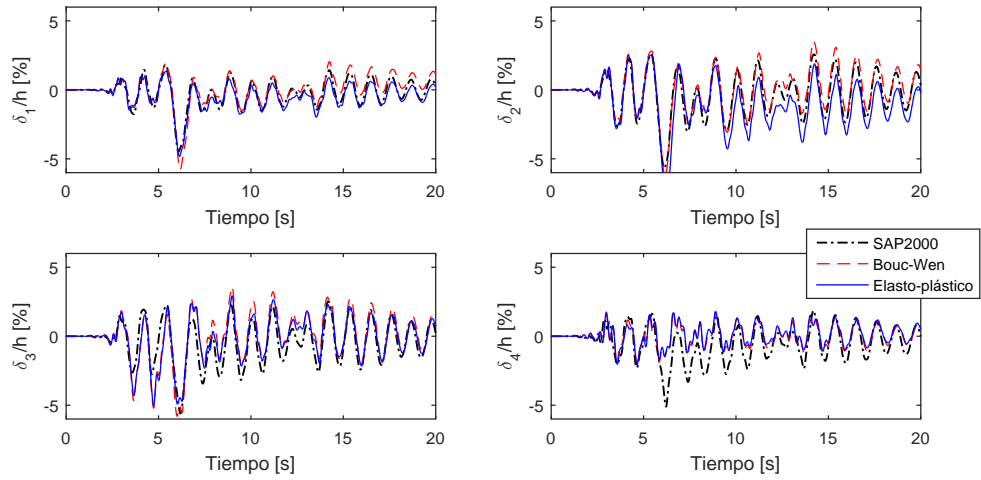 5
0
-5
δ1/h [%]
0 5 10 15 20
Tiempo [s]
5
0
-5
δ2/h [%]
0 5 10 15 20
Tiempo [s]
5
0
-5
δ3/h [%]
0 5 10 15 20
Tiempo [s]
5
0
-5
δ4/h [%]
0 5 10 15 20
Tiempo [s]
SAP2000
Bouc-Wen
Elasto-plástico